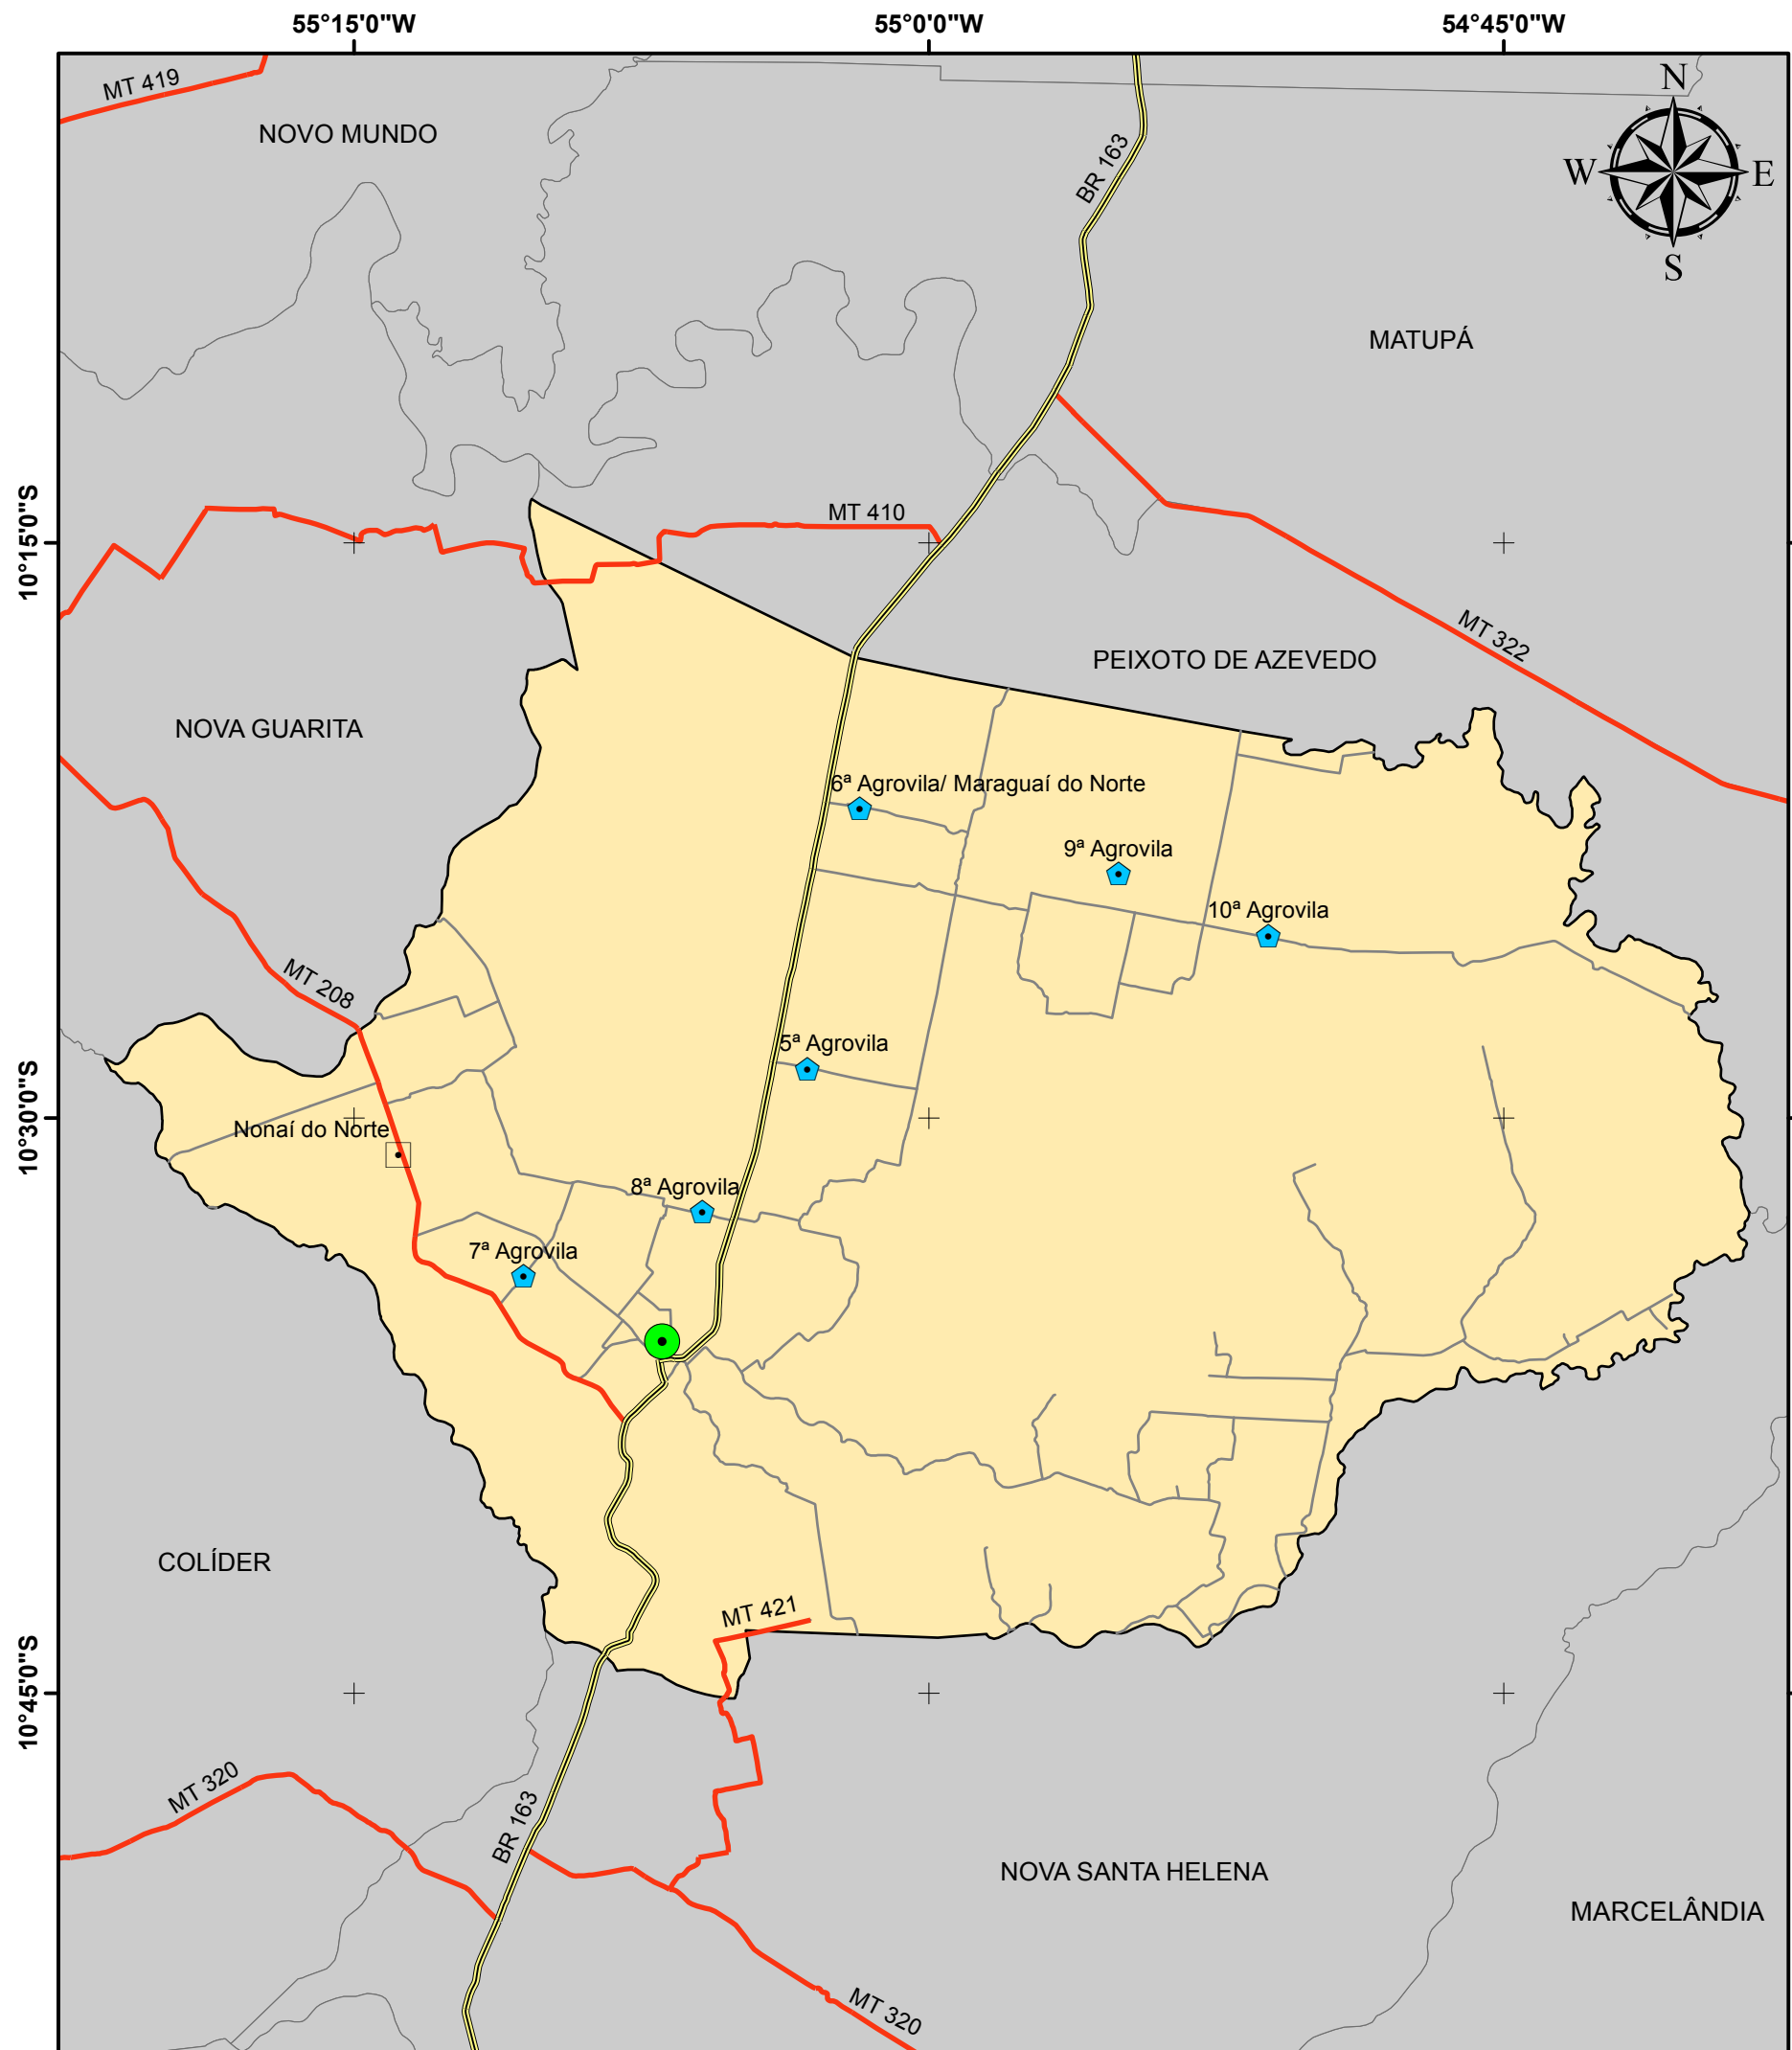 55°15'0"W
55°0'0"W
54°45'0"W
MT 419
NOVO MUNDO
BR 163
N
W
E
S
MATUPÁ
10°15'0"S
MT 410
MT 322
PEIXOTO DE AZEVEDO
NOVA GUARITA
6ª Agrovila/ Maraguaí do Norte
9ª Agrovila
10ª Agrovila
MT 208
5ª Agrovila
10°30'0"S
Nonaí do Norte
8ª Agrovila
7ª Agrovila
COLÍDER
MT 421
10°45'0"S
MT 320
BR 163
NOVA SANTA HELENA
MARCELÂNDIA
MT 320